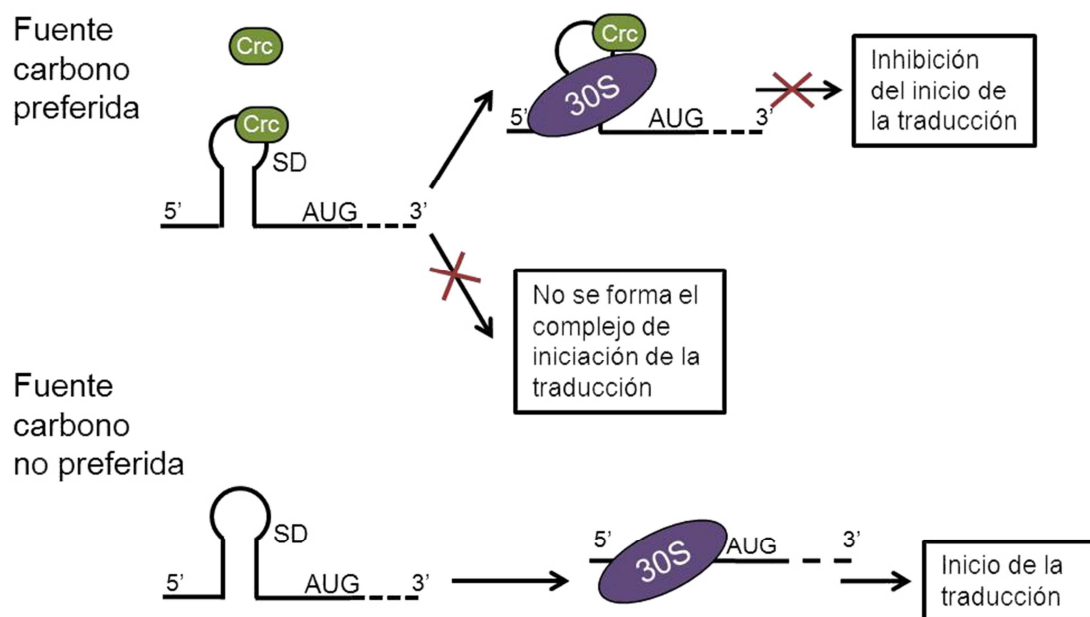 Fuente
carbono
preferida
Crc
Crc
SD
5'
AUG
3'
Crc
30S
5'
AUG
3'
Inhibición
del inicio de
la traducción
No se forma el
complejo de
iniciación de la
traducción
Fuente
carbono
no preferida
SD
5'
AUG
3'
5'
30S
AUG
3'
Inicio de la
traducción